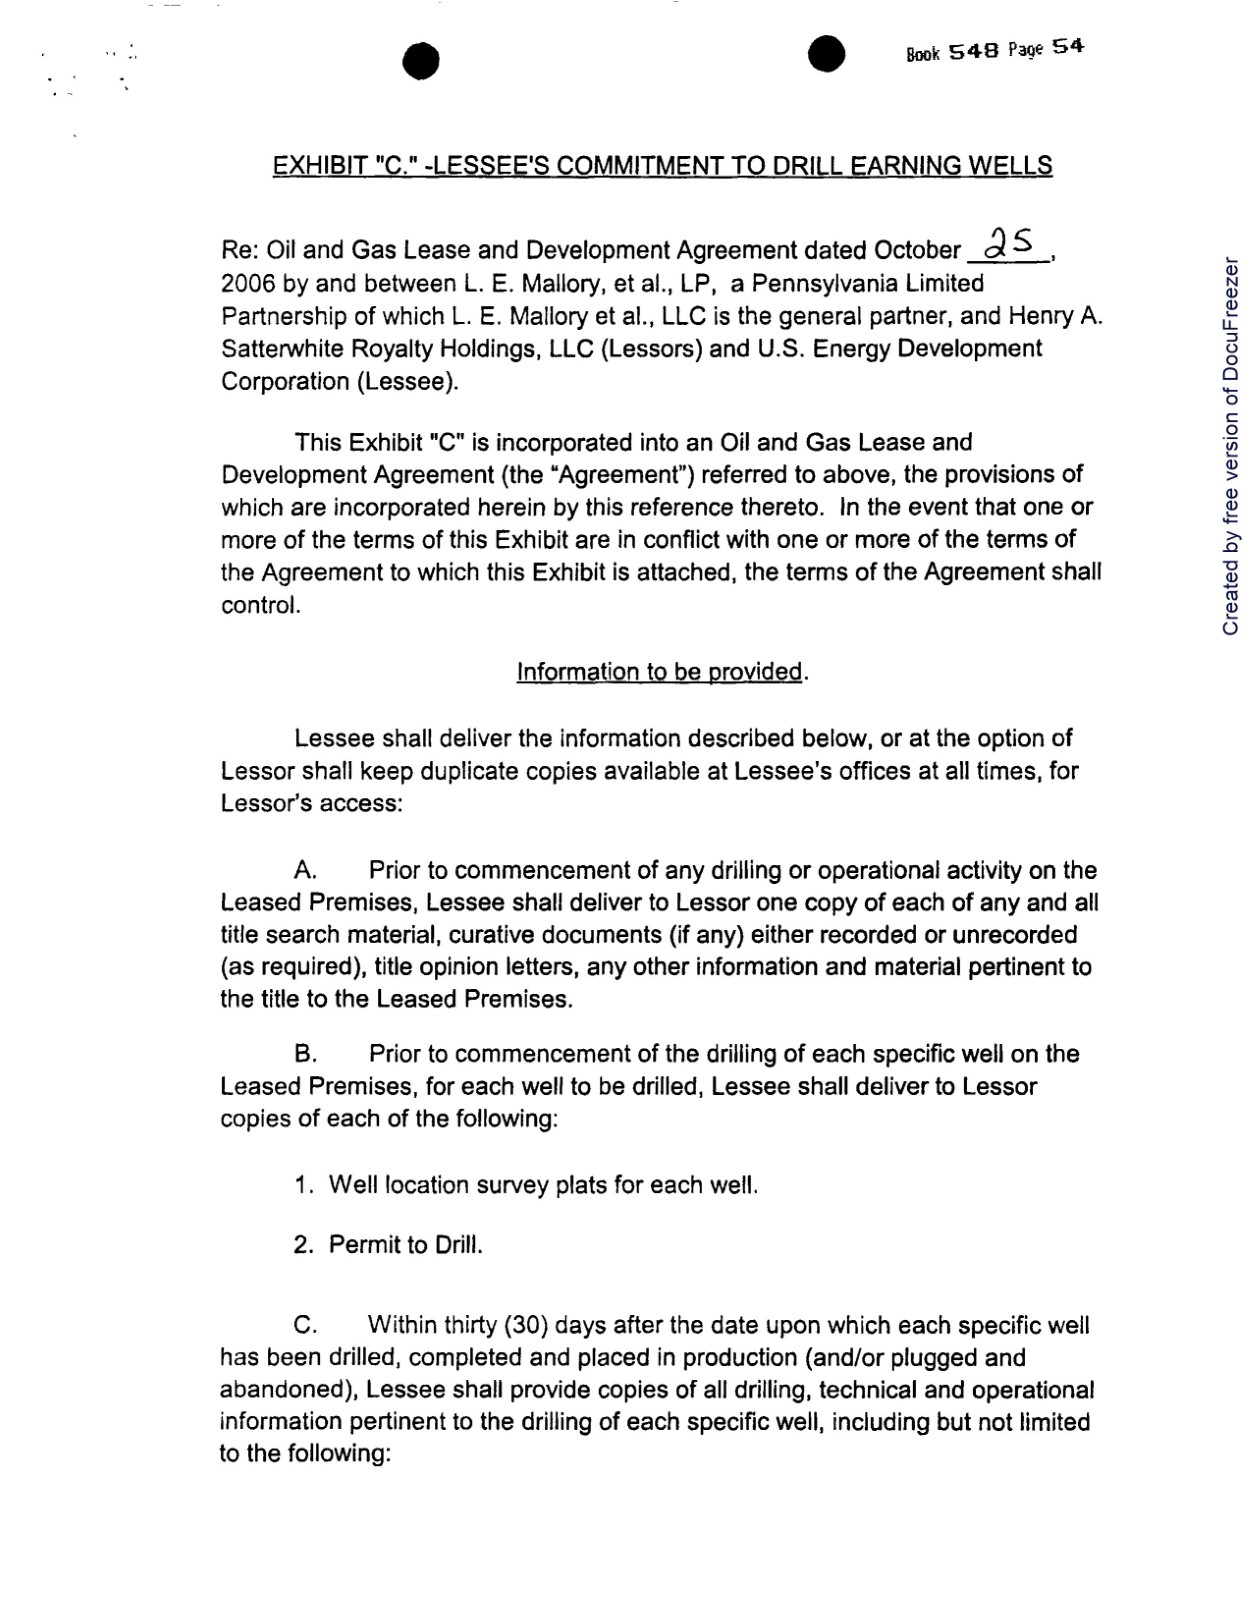 Book 548 Page 54
EXHIBIT "C." -LESSEE'S COMMITMENT TO DRILL EARNING WELLS
Re: Oil and Gas Lease and Development Agreement dated October 25,
2006 by and between L. E. Mallory, et al., LP, a Pennsylvania Limited
Partnership of which L. E. Mallory et al., LLC is the general partner, and Henry A.
Satterwhite Royalty Holdings, LLC (Lessors) and U.S. Energy Development
Corporation (Lessee).
This Exhibit "C" is incorporated into an Oil and Gas Lease and
Development Agreement (the “Agreement”) referred to above, the provisions of
which are incorporated herein by this reference thereto. In the event that one or
more of the terms of this Exhibit are in conflict with one or more of the terms of
the Agreement to which this Exhibit is attached, the terms of the Agreement shall
control.
Information to be provided.
Lessee shall deliver the information described below, or at the option of
Lessor shall keep duplicate copies available at Lessee's offices at all times, for
Lessor's access:
A. Prior to commencement of any drilling or operational activity on the
Leased Premises, Lessee shall deliver to Lessor one copy of each of any and all
title search material, curative documents (if any) either recorded or unrecorded
(as required), title opinion letters, any other information and material pertinent to
the title to the Leased Premises.
B. Prior to commencement of the drilling of each specific well on the
Leased Premises, for each well to be drilled, Lessee shall deliver to Lessor
copies of each of the following:
1. Well location survey plats for each well.
2. Permit to Drill.
C. Within thirty (30) days after the date upon which each specific well
has been drilled, completed and placed in production (and/or plugged and
abandoned), Lessee shall provide copies of all drilling, technical and operational
information pertinent to the drilling of each specific well, including but not limited
to the following:
Created by free version of DocuFreezer